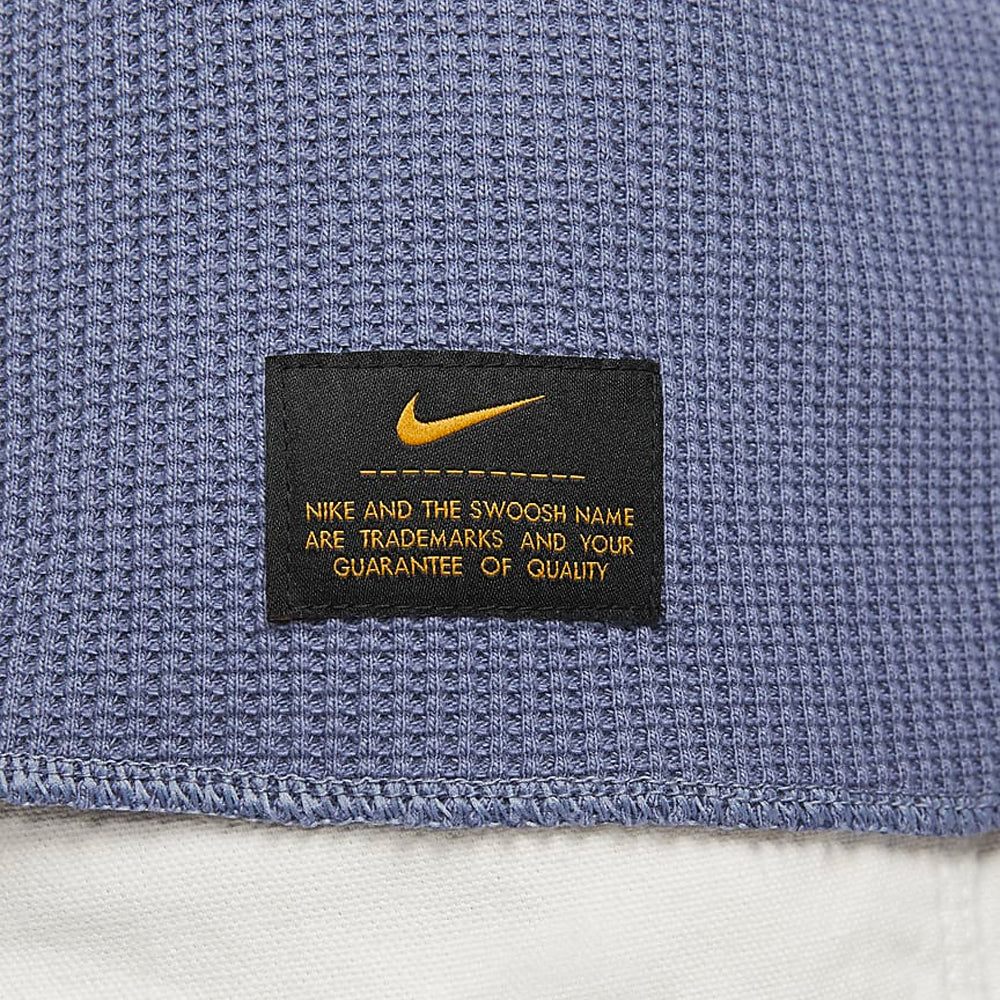 NIKE AND THE SWOOSH NAME
ARE TRADEMARKS AND YOUR
GUARANTEE OF QUALITY